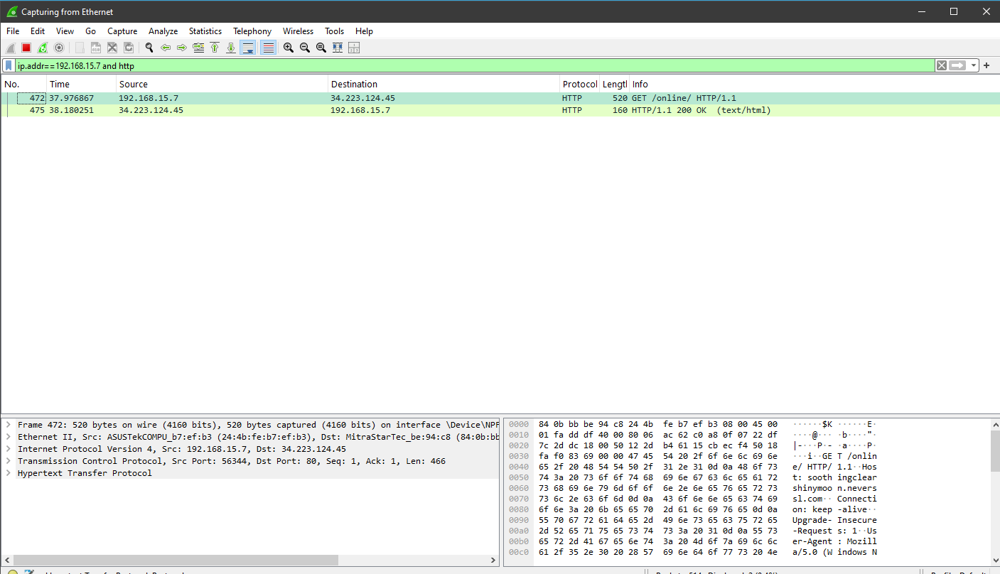 Capturing from Ethernet
File Edit View Go Capture Analyze Statistics Telephony Wireless Tools Help
ip.addr==192.168.15.7 and http
No. Time Source Destination Protocol Lengtl Info
472 37.976867 192.168.15.7 34.223.124.45 HTTP 520 GET /online/ HTTP/1.1
475 38.180251 34.223.124.45 192.168.15.7 HTTP 160 HTTP/1.1 200 OK (text/html)
Frame 472: 520 bytes on wire (4160 bits), 520 bytes captured (4160 bits) on interface \Device\NPF
Ethernet II, Src: ASUSTekCOMPU_b7:ef:b3 (24:4b:fe:b7:ef:b3), Dst: MitraStarTec_be:94:c8 (84:0b:bb
Internet Protocol Version 4, Src: 192.168.15.7, Dst: 34.223.124.45
Transmission Control Protocol, Src Port: 56344, Dst Port: 80, Seq: 1, Ack: 1, Len: 466
Hypertext Transfer Protocol
0000 84 0b bb be 94 c8 24 4b fe b7 ef b3 08 00 45 00 ······$K ······E·
0010 01 fa dd df 40 00 80 06 ac 62 c0 a8 0f 07 22 df ····@··· ·b····"·
0020 7c 2d dc 18 00 50 12 2d b4 61 15 cb ec f4 50 18 |-···P·- ·a····P·
0030 fa f0 83 69 00 00 47 45 54 20 2f 6f 6e 6c 69 6e ···i··GE T /onlin
0040 65 2f 20 48 54 54 50 2f 31 2e 31 0d 0a 48 6f 73 e/ HTTP/ 1.1··Hos
0050 74 3a 20 73 6f 6f 74 68 69 6e 67 63 6c 65 61 72 t: sooth ingclear
0060 73 68 69 6e 79 6d 6f 6f 6e 2e 6e 65 76 65 72 73 shinymoo n.nevers
0070 73 6c 2e 63 6f 6d 0d 0a 43 6f 6e 6e 65 63 74 69 sl.com·· Connecti
0080 6f 6e 3a 20 6b 65 65 70 2d 61 6c 69 76 65 0d 0a on: keep -alive··
0090 55 70 67 72 61 64 65 2d 49 6e 73 65 63 75 72 65 Upgrade- Insecure
00a0 2d 52 65 71 75 65 73 74 73 3a 20 31 0d 0a 55 73 -Request s: 1··Us
00b0 65 72 2d 41 67 65 6e 74 3a 20 4d 6f 7a 69 6c 6c er-Agent : Mozill
00c0 61 2f 35 2e 30 20 28 57 69 6e 64 6f 77 73 20 4e a/5.0 (W indows N